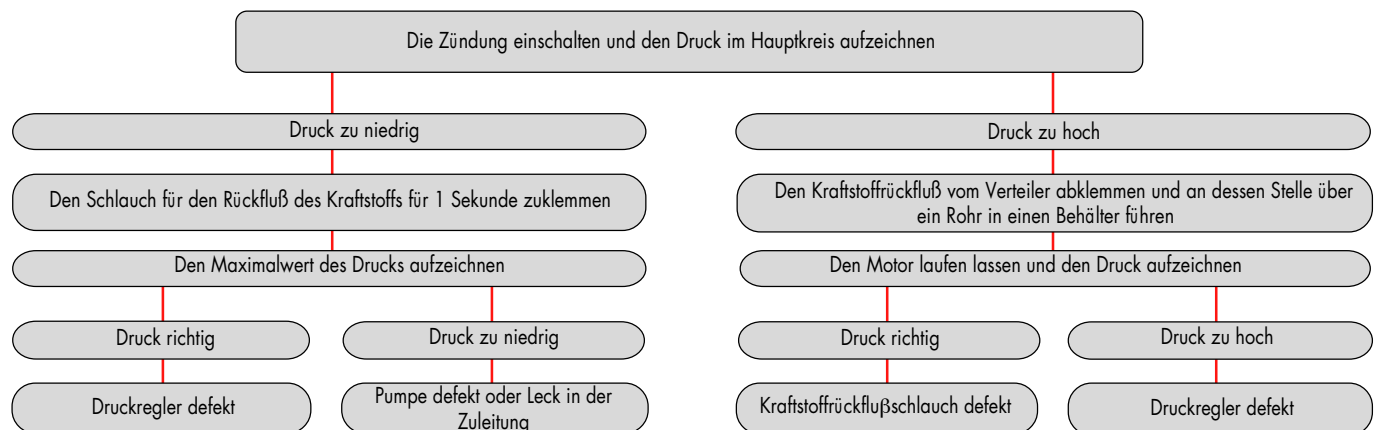 Die Zündung einschalten und den Druck im Hauptkreis aufzeichnen
Druck zu niedrig
Druck zu hoch
Den Schlauch für den Rückfluß des Kraftstoffs für 1 Sekunde zuklemmen
Den Kraftstoffrückfluß vom Verteiler abklemmen und an dessen Stelle über
ein Rohr in einen Behälter führen
Den Maximalwert des Drucks aufzeichnen
Den Motor laufen lassen und den Druck aufzeichnen
Druck richtig
Druck zu niedrig
Druck richtig
Druck zu hoch
Druckregler defekt
Pumpe defekt oder Leck in der
Zuleitung
Kraftstoffrückflußschlauch defekt
Druckregler defekt